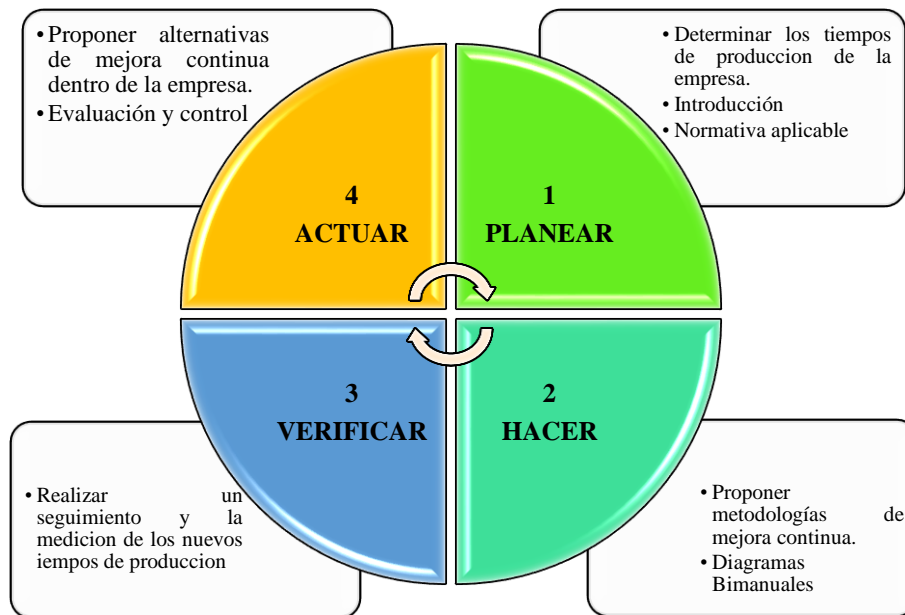 • Proponer alternativas
de mejora continua
dentro de la empresa.
• Evaluación y control
• Determinar los tiempos
de produccion de la
empresa.
• Introducción
• Normativa aplicable
4
ACTUAR
1
PLANEAR
3
VERIFICAR
2
HACER
• Realizar un
seguimiento y la
medicion de los nuevos
iempos de produccion
• Proponer
metodologías de
mejora continua.
• Diagramas
Bimanuales